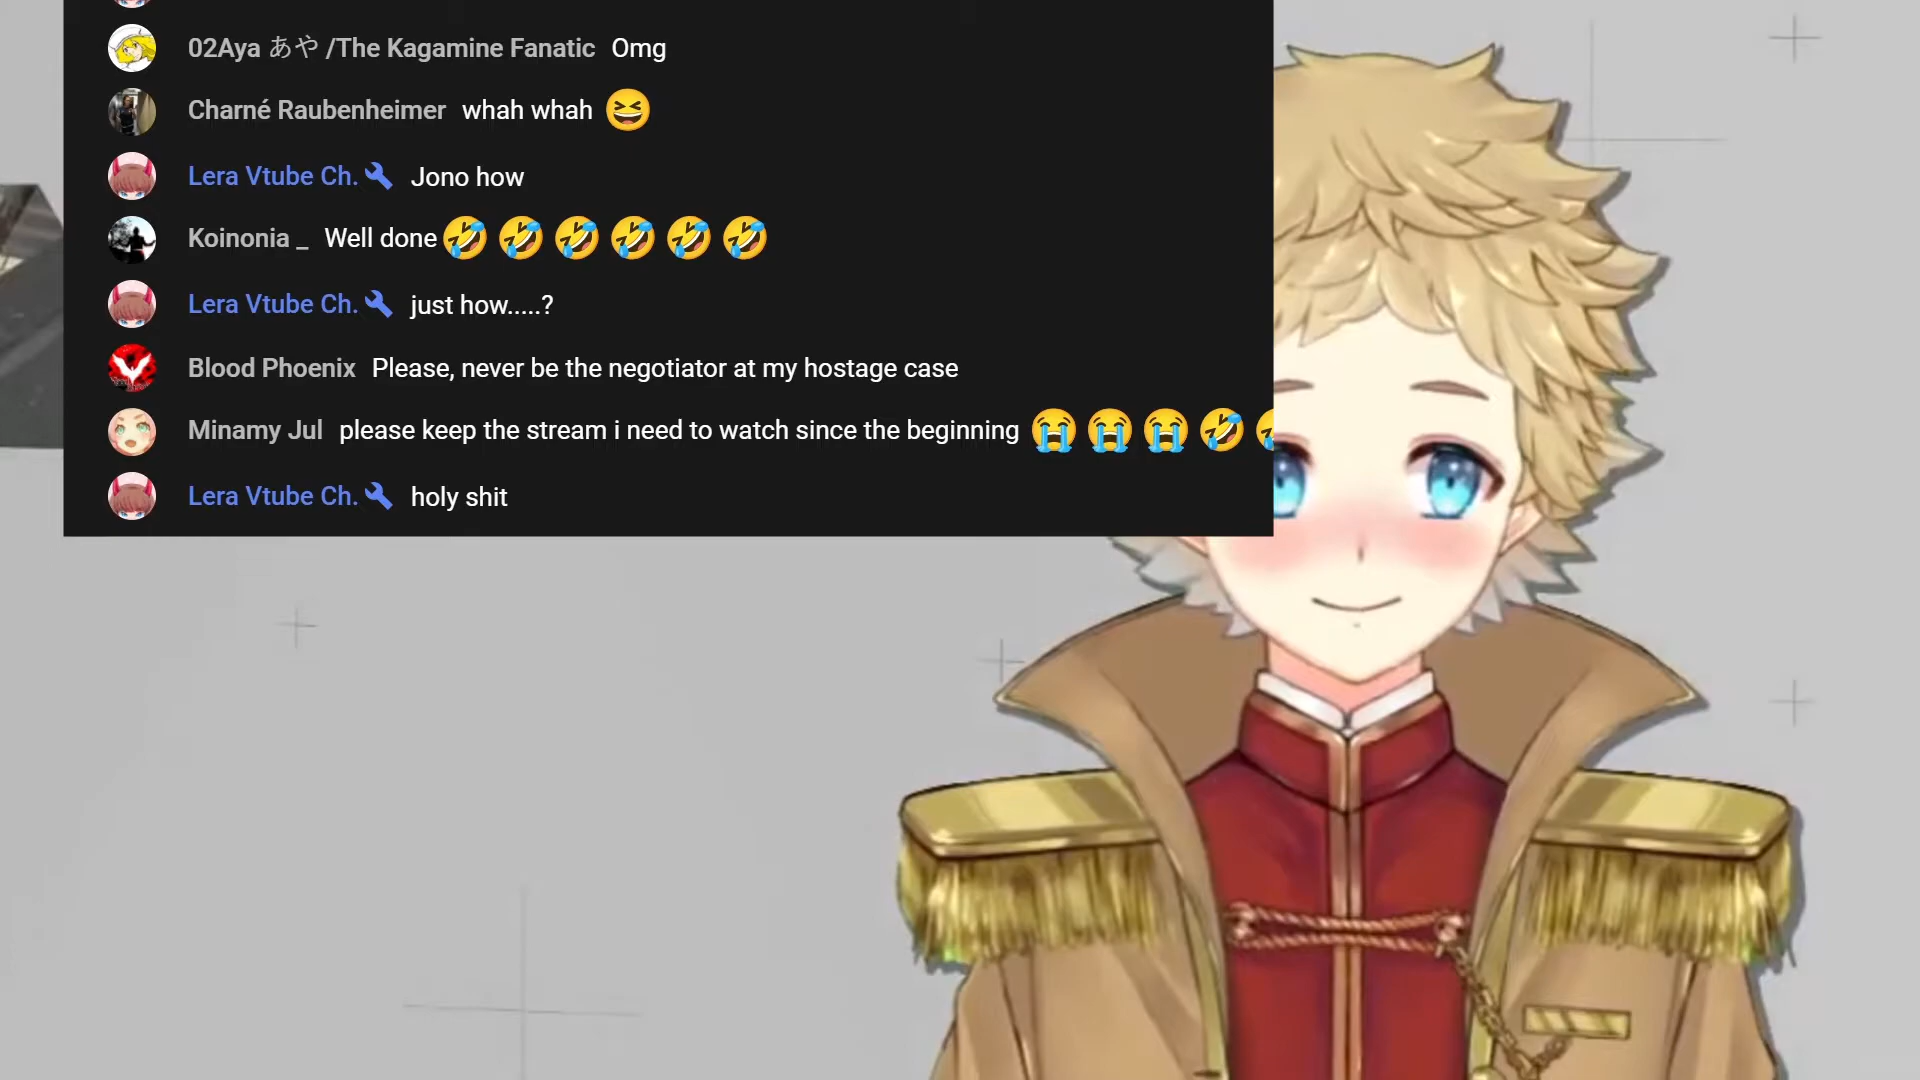 02Aya あや /The Kagamine Fanatic Omg
Charné Raubenheimer whah whah 😆
Lera Vtube Ch. Jono how
Koinonia _ Well done🤣🤣🤣🤣🤣🤣
Lera Vtube Ch. just how.....?
Blood Phoenix Please, never be the negotiator at my hostage case
Minamy Jul please keep the stream i need to watch since the beginning 😭😭😭🤣🤣
Lera Vtube Ch. holy shit